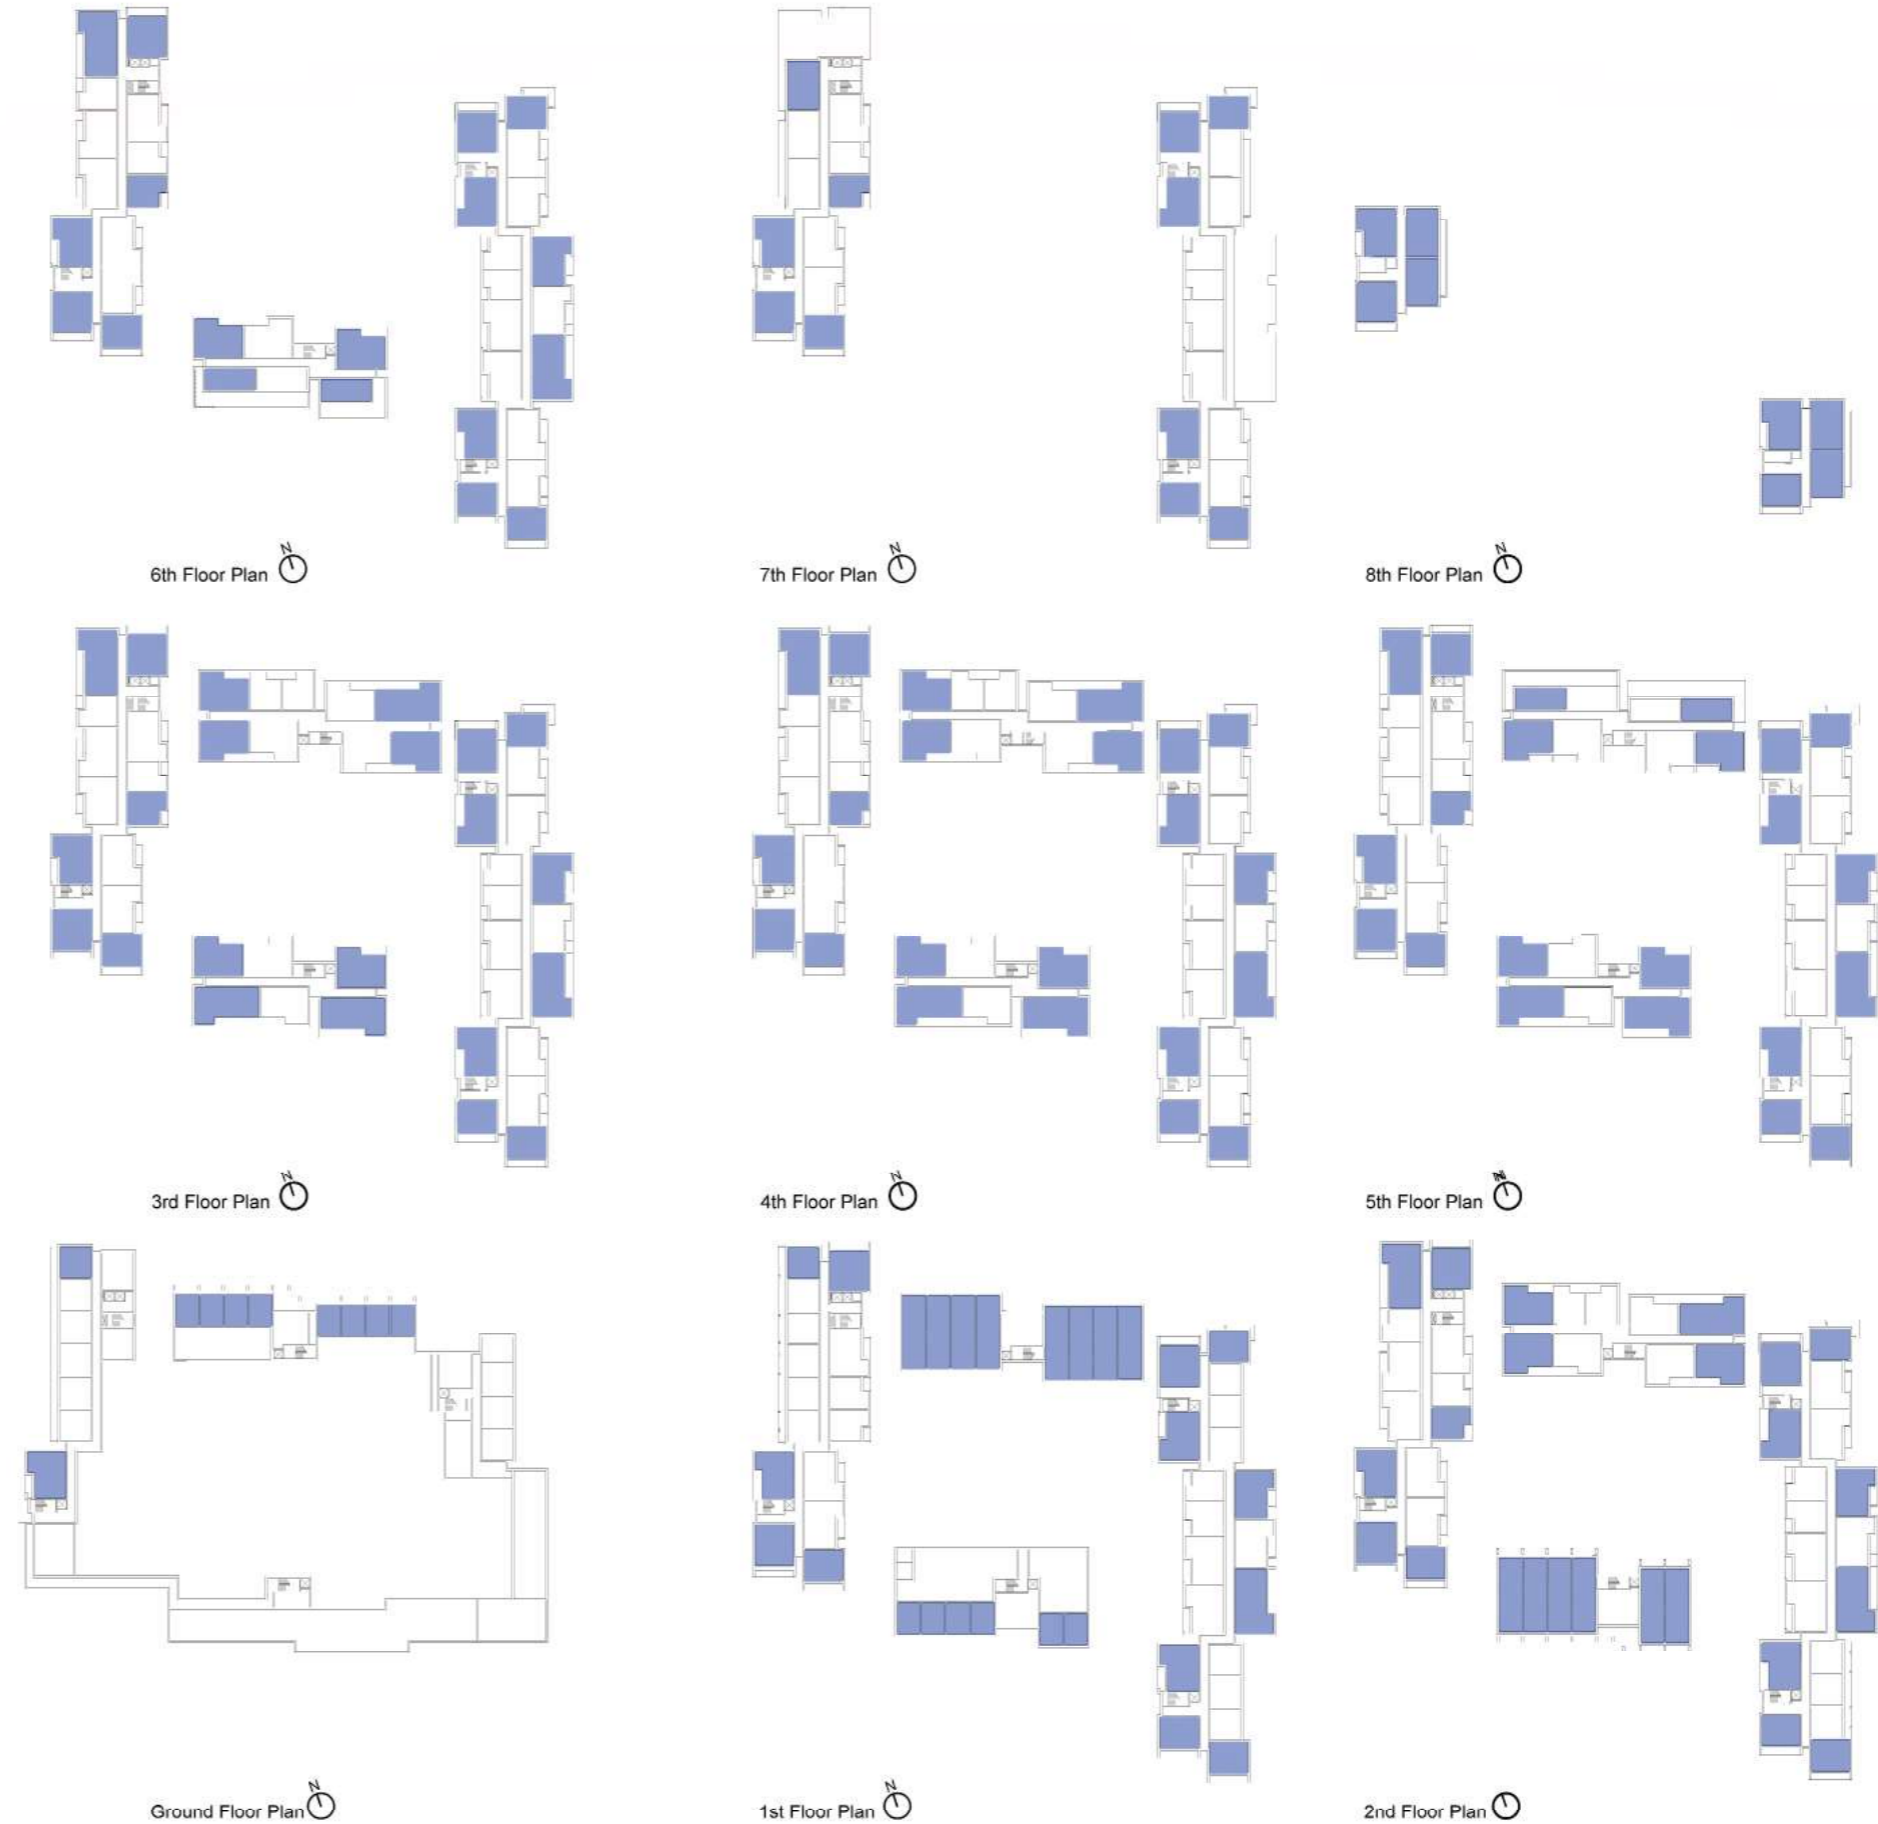 N N N
6th Floor Plan 7th Floor Plan 8th Floor Plan
N N N
3rd Floor Plan 4th Floor Plan 5th Floor Plan
N N
Ground Floor Plan 1st Floor Plan 2nd Floor Plan